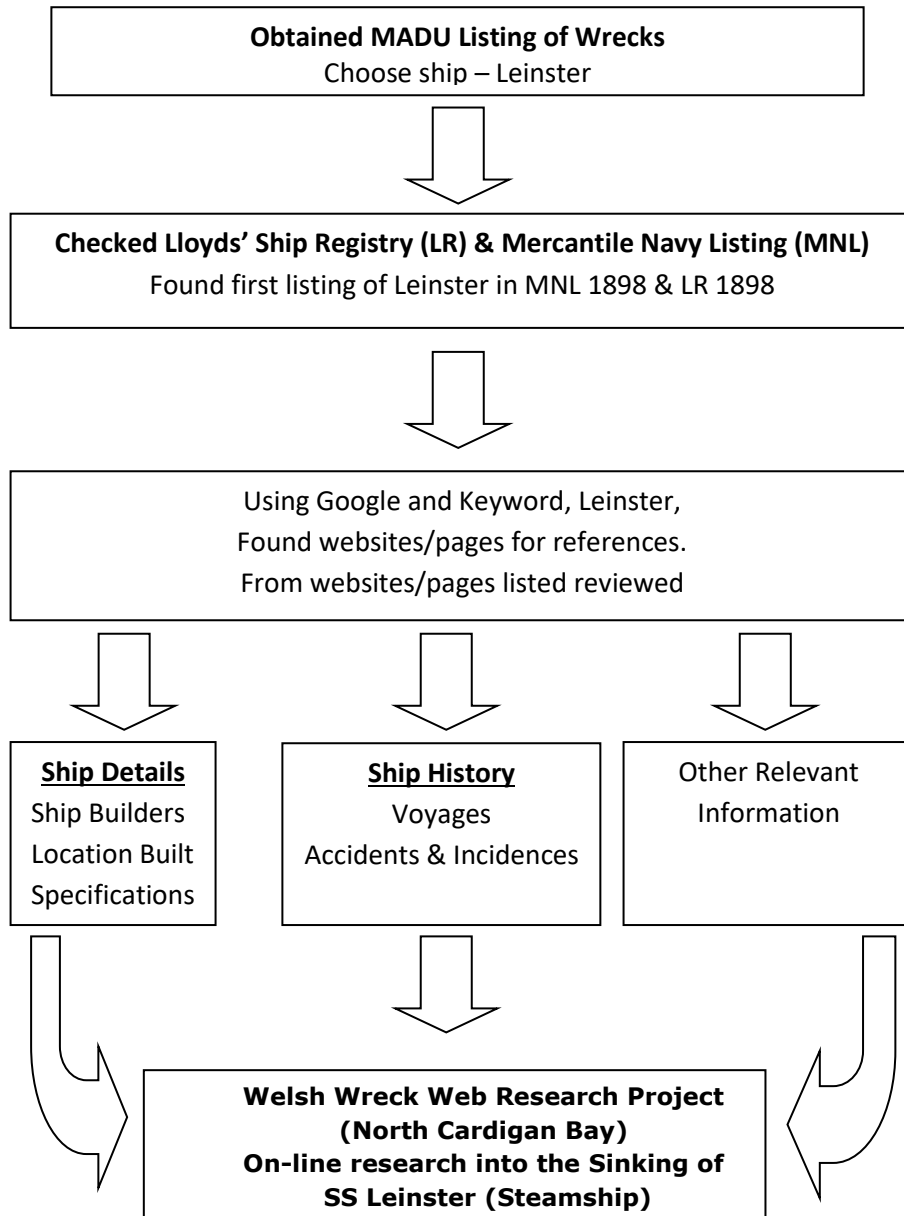 Obtained MADU Listing of Wrecks
Choose ship – Leinster
Checked Lloyds’ Ship Registry (LR) & Mercantile Navy Listing (MNL)
Found first listing of Leinster in MNL 1898 & LR 1898
Using Google and Keyword, Leinster,
Found websites/pages for references.
From websites/pages listed reviewed
Ship Details
Ship Builders
Location Built
Specifications
Ship History
Voyages
Accidents & Incidences
Other Relevant
Information
Welsh Wreck Web Research Project
(North Cardigan Bay)
On-line research into the Sinking of
SS Leinster (Steamship)